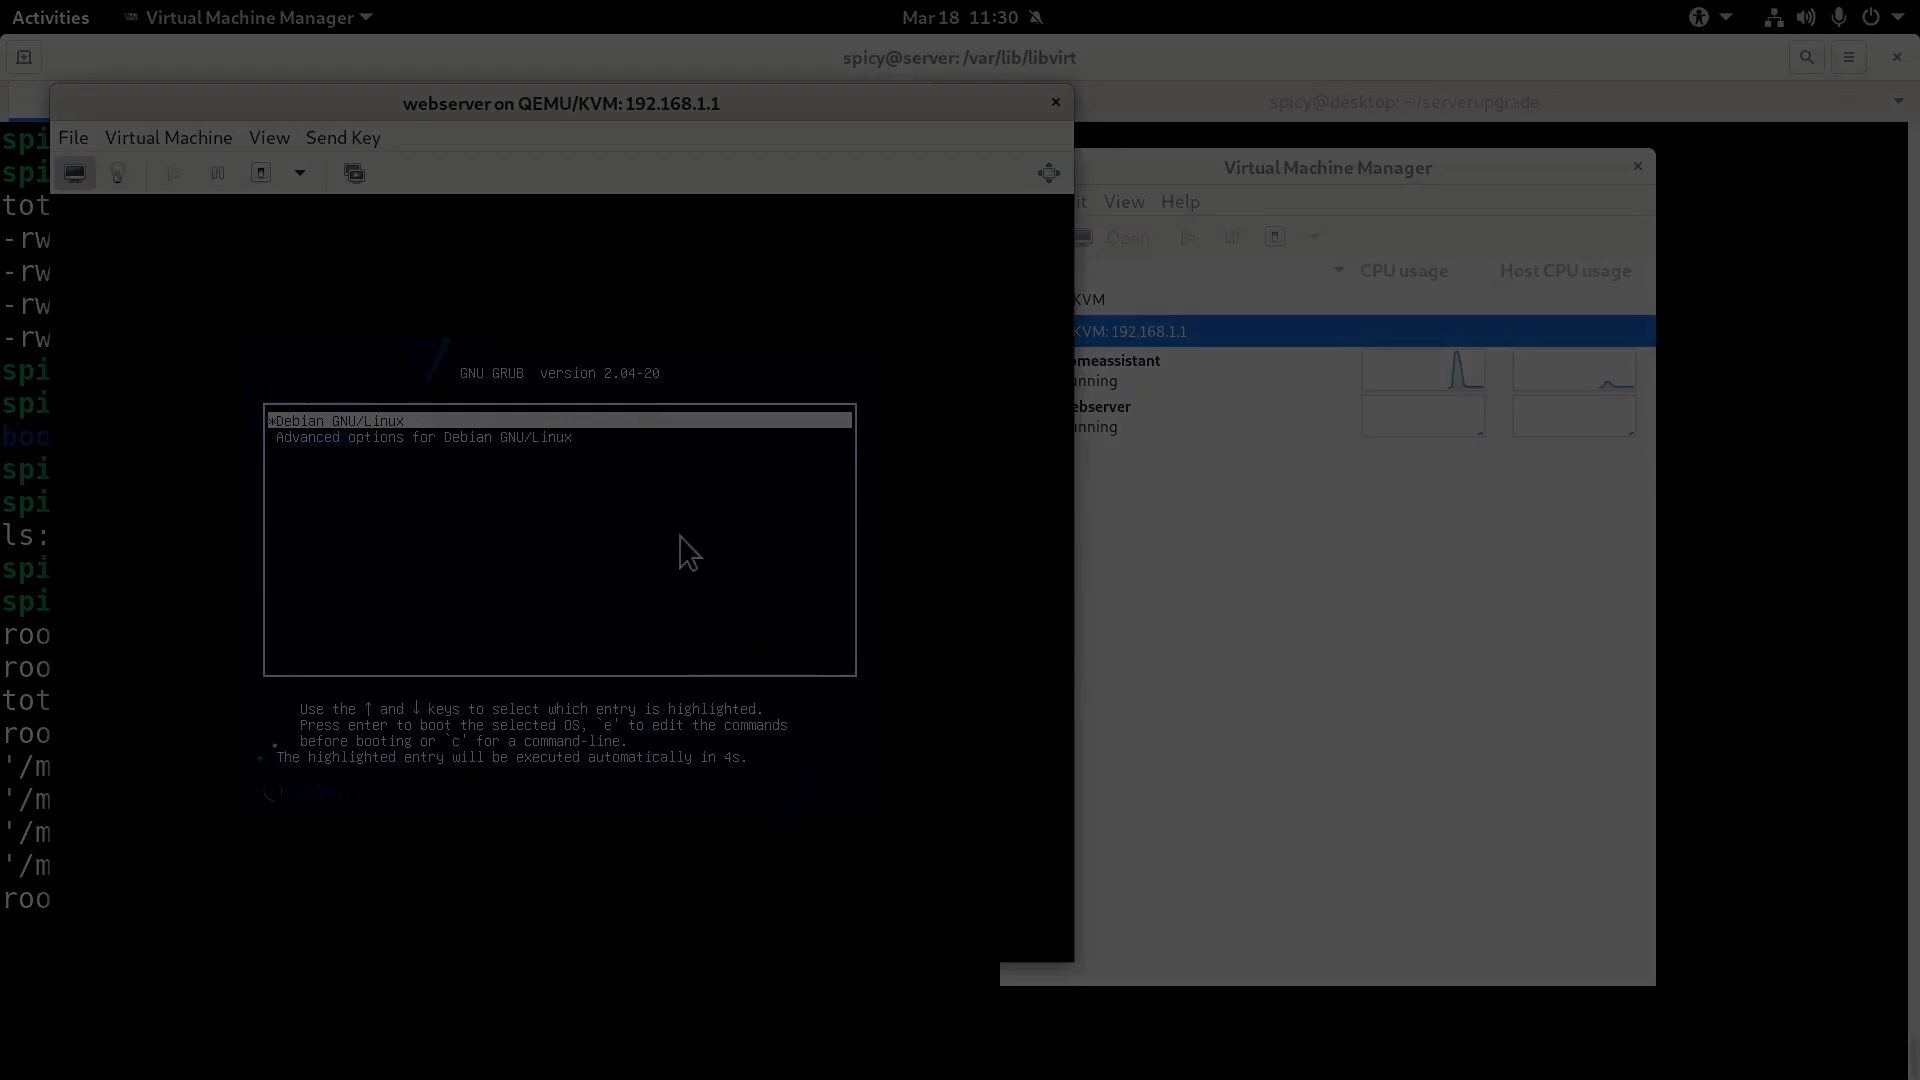 Activities Virtual Machine Manager Mar 18 11:30
spicy@server: /var/lib/libvirt
spicy@desktop: ~/serverupgrade
webserver on QEMU/KVM: 192.168.1.1
File Virtual Machine View Send Key
spi
spi
tot
-rw
-rw
-rw
-rw
spi
spi
boo
spi
spi
ls:
spi
spi
roo
roo
tot
roo
'/m
'/m
'/m
'/m
roo
GNU GRUB version 2.04-20
*Debian GNU/Linux
Advanced options for Debian GNU/Linux
Use the ↑ and ↓ keys to select which entry is highlighted.
Press enter to boot the selected OS, `e' to edit the commands
before booting or `c' for a command-line.
The highlighted entry will be executed automatically in 4s.
Virtual Machine Manager
it View Help
Open
CPU usage Host CPU usage
KVM
KVM: 192.168.1.1
omeassistant
unning
ebserver
unning